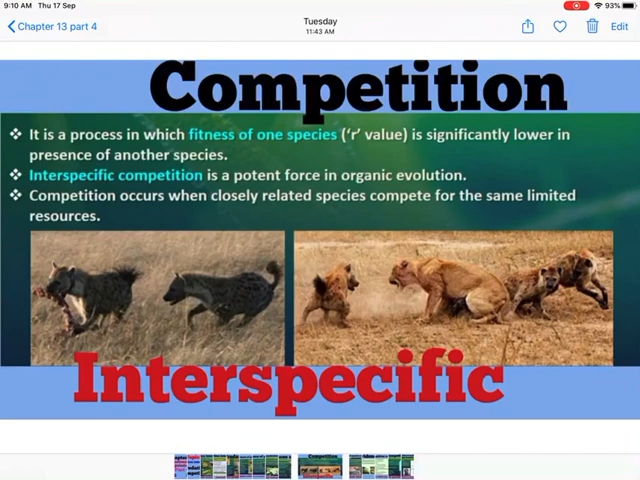 9:10 AM Thu 17 Sep
93%
Chapter 13 part 4
Tuesday
11:43 AM
Edit
Competition
❖ It is a process in which fitness of one species ('r' value) is significantly lower in
presence of another species.
❖ Interspecific competition is a potent force in organic evolution.
❖ Competition occurs when closely related species compete for the same limited
resources.
Interspecific
Competition
Interspecific